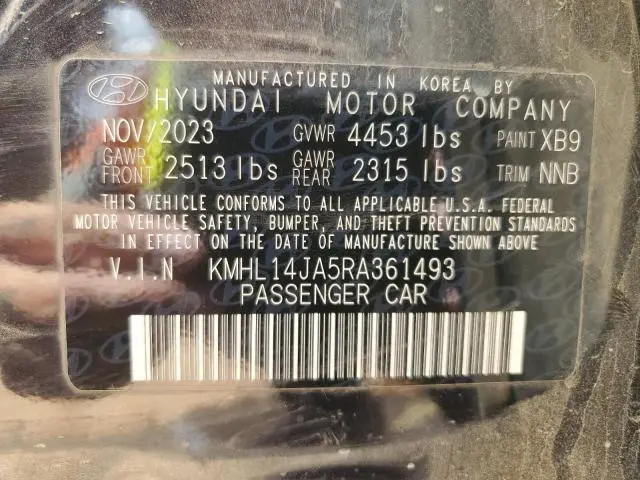 MANUFACTURED IN KOREA BY
HYUNDAI MOTOR COMPANY
NOV/2023 GVWR 4453 lbs PAINT XB9
GAWR FRONT 2513 lbs GAWR REAR 2315 lbs TRIM NNB
THIS VEHICLE CONFORMS TO ALL APPLICABLE U.S.A. FEDERAL
MOTOR VEHICLE SAFETY, BUMPER, AND THEFT PREVENTION STANDARDS
IN EFFECT ON THE DATE OF MANUFACTURE SHOWN ABOVE.
V.I.N KMHL14JA5RA361493
PASSENGER CAR